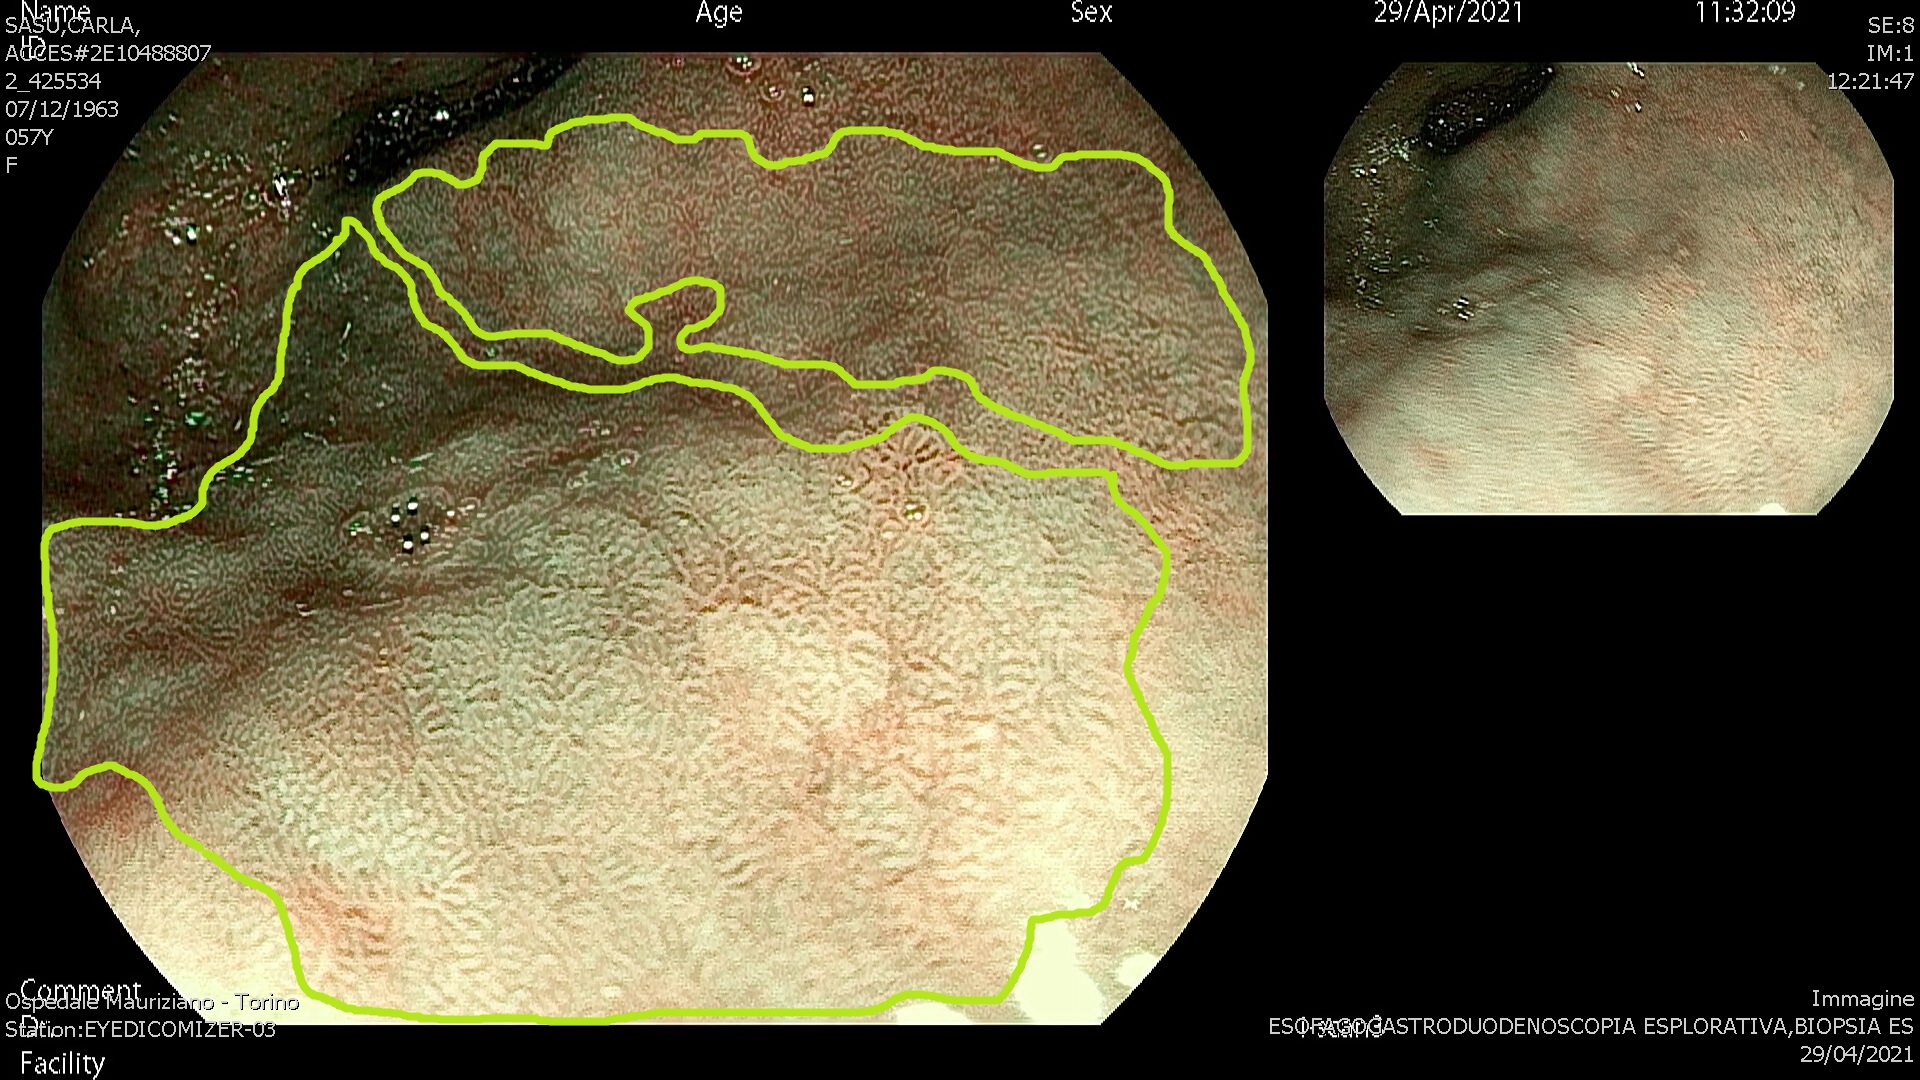 Name
Age
Sex
29/Apr/2021
11:32:09
SASU,CARLA,
ID
ACCES#2E10488807
2_425534
07/12/1963
057Y
F
SE:8
IM:1
12:21:47
Comment
Ospedale Mauriziano - Torino
Station:EYEDICOMIZER-03
Facility
Immagine
ESOFAGOGASTRODUODENOSCOPIA ESPLORATIVA,BIOPSIA ES
29/04/2021